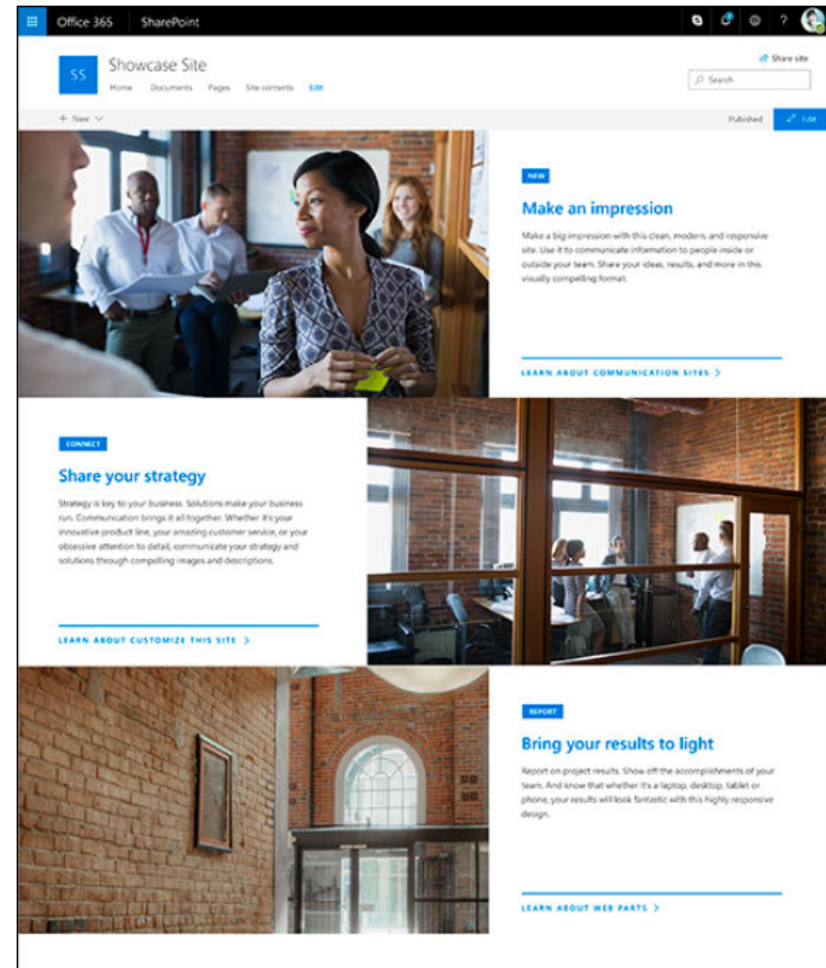 Office 365 SharePoint ?
Share site
SS Showcase Site
Search
Home Documents Pages Site contents Edit
+ New Published Edit
NEW
Make an impression
Make a big impression with this clean, modern, and responsive
site. Use it to communicate information to people inside or
outside your team. Share your ideas, results, and more in this
visually compelling format.
LEARN ABOUT COMMUNICATION SITES >
CONNECT
Share your strategy
Strategy is key to your business. Solutions make your business
run. Communication brings it all together. Whether it's your
innovative product line, your amazing customer service, or your
obsessive attention to detail, communicate your strategy and
solutions through compelling images and descriptions.
LEARN ABOUT CUSTOMIZE THIS SITE >
REPORT
Bring your results to light
Report on project results. Show off the accomplishments of your
team. And know that whether it's a laptop, desktop, tablet or
phone, your results will look fantastic with this highly responsive
design.
LEARN ABOUT WEB PARTS >